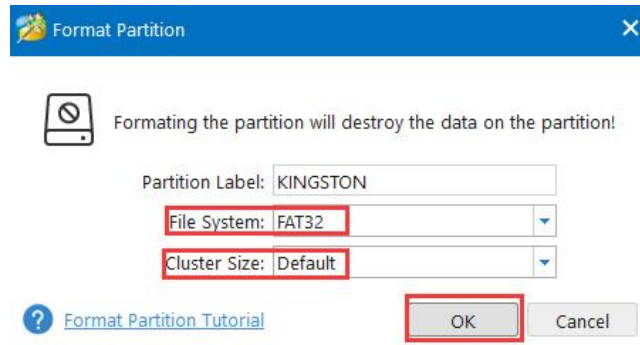 Format Partition
Formating the partition will destroy the data on the partition!
Partition Label: KINGSTON
File System: FAT32
Cluster Size: Default
? Format Partition Tutorial OK Cancel